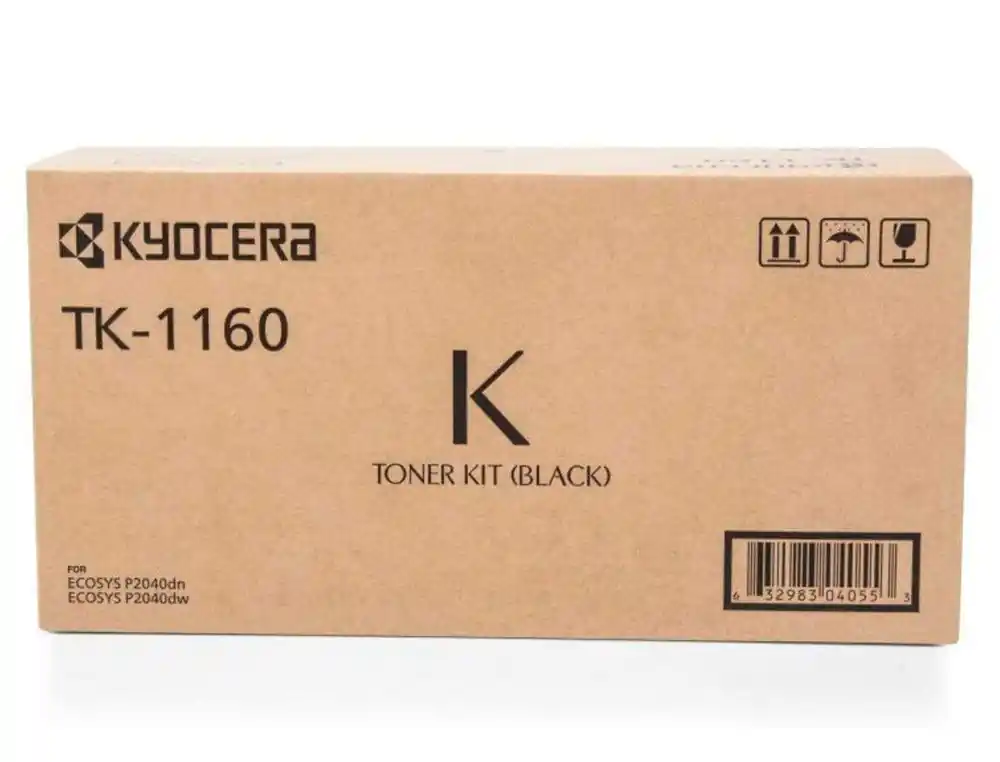 KYOCERA
TK-1160
K
TONER KIT (BLACK)
FOR
ECOSYS P2040dn
ECOSYS P2040dw
6 32983 04055 3